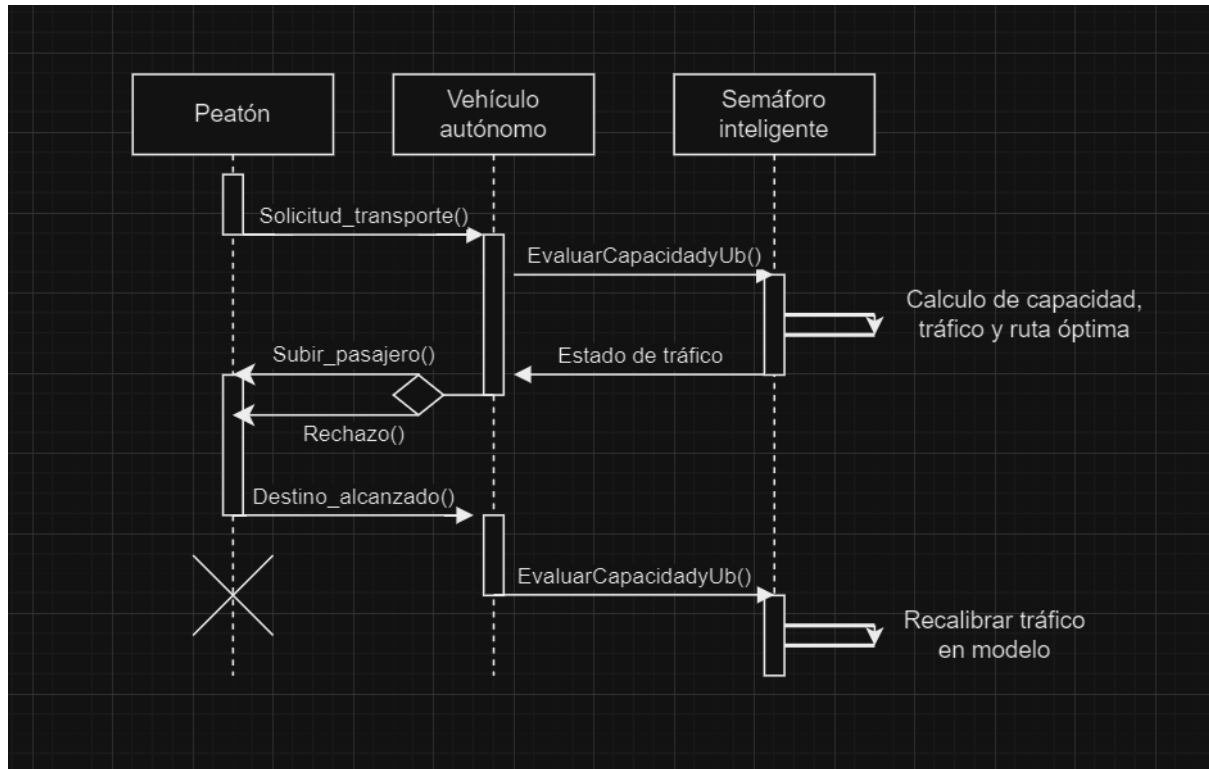 Peatón
Vehículo
autónomo
Semáforo
inteligente
Solicitud_transporte()
EvaluarCapacidadyUb()
Calculo de capacidad,
tráfico y ruta óptima
Subir_pasajero()
Estado de tráfico
Rechazo()
Destino_alcanzado()
EvaluarCapacidadyUb()
Recalibrar tráfico
en modelo